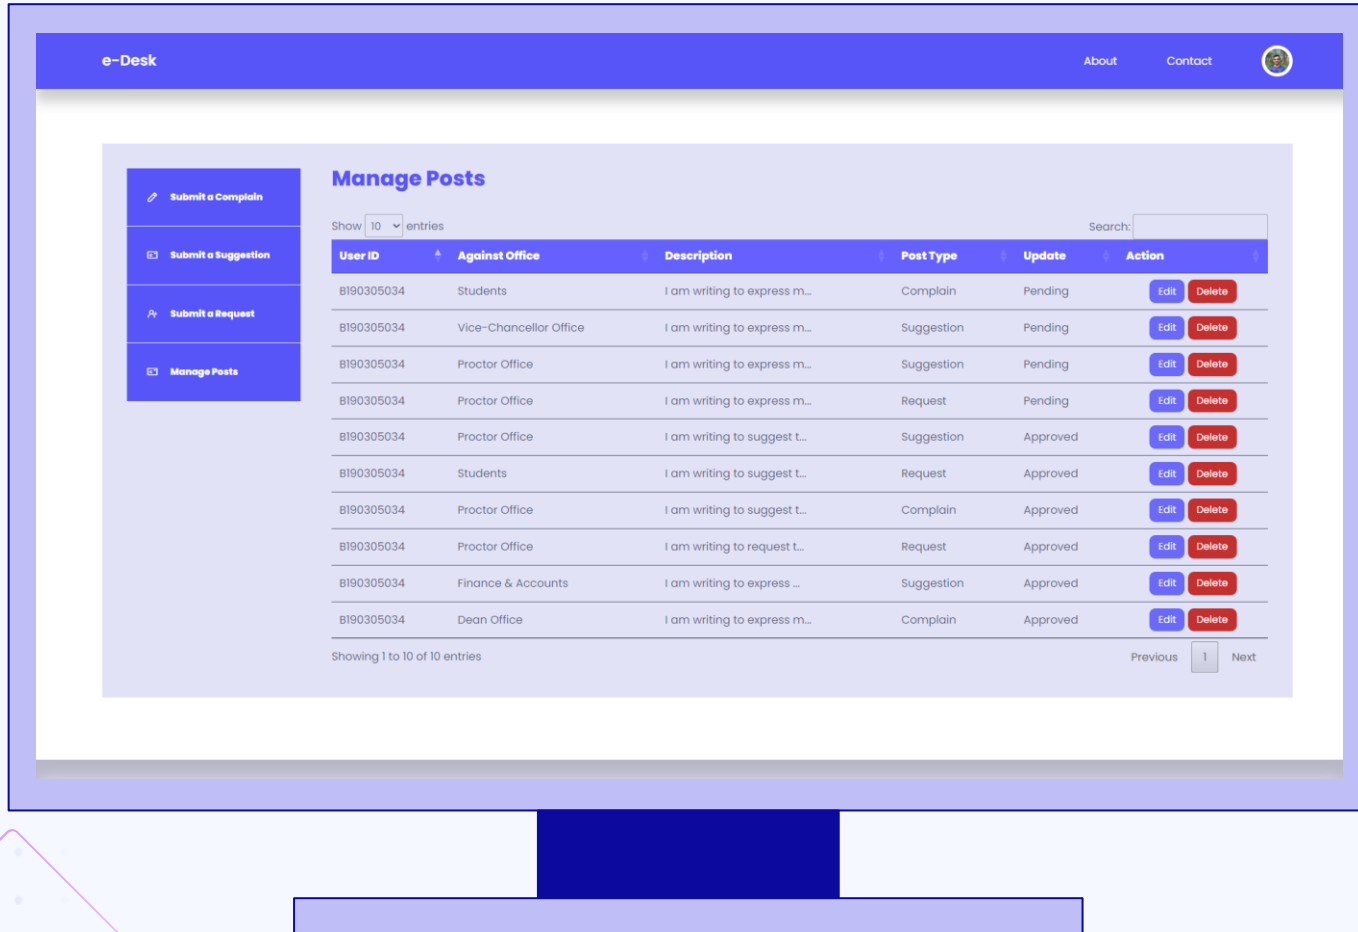 e-Desk About Contact
Submit a Complain
Submit a Suggestion
Submit a Request
Manage Posts
Manage Posts
Show 10 entries Search:
User ID Against Office Description Post Type Update Action
B190305034 Students I am writing to express m... Complain Pending Edit Delete
B190305034 Vice-Chancellor Office I am writing to express m... Suggestion Pending Edit Delete
B190305034 Proctor Office I am writing to express m... Suggestion Pending Edit Delete
B190305034 Proctor Office I am writing to express m... Request Pending Edit Delete
B190305034 Proctor Office I am writing to suggest t... Suggestion Approved Edit Delete
B190305034 Students I am writing to suggest t... Request Approved Edit Delete
B190305034 Proctor Office I am writing to suggest t... Complain Approved Edit Delete
B190305034 Proctor Office I am writing to request t... Request Approved Edit Delete
B190305034 Finance & Accounts I am writing to express ... Suggestion Approved Edit Delete
B190305034 Dean Office I am writing to express m... Complain Approved Edit Delete
Showing 1 to 10 of 10 entries Previous 1 Next